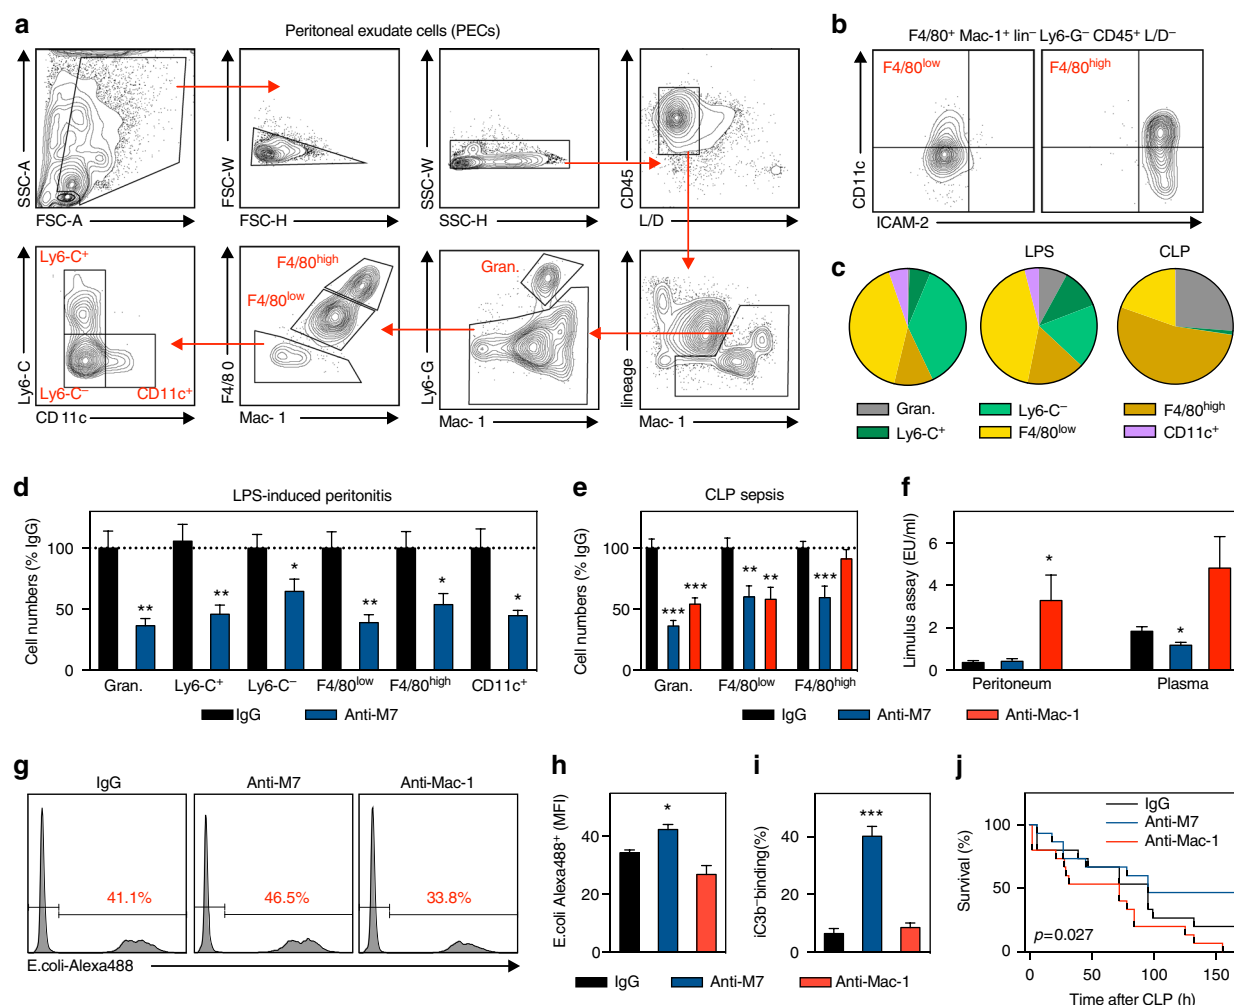 a
Peritoneal exudate cells (PECs)
SSC-A
FSC-A
FSC-W
FSC-H
SSC-W
SSC-H
CD45
L/D
Ly6-C
CD 11c
Ly6-C+
Ly6-C−
CD11c+
F4/8 0
Mac- 1
F4/80high
F4/80low
Ly6- G
Mac- 1
Gran.
lineage
Mac- 1
b
F4/80+ Mac-1+ lin− Ly6-G− CD45+ L/D−
F4/80low
F4/80high
CD11c
ICAM-2
c
LPS
CLP
Gran.
Ly6-C−
F4/80high
Ly6-C+
F4/80low
CD11c+
d
LPS-induced peritonitis
Cell numbers (% IgG)
100
50
0
** ** * ** * *
Gran. Ly6-C+ Ly6-C− F4/80low F4/80high CD11c+
IgG Anti-M7
e
CLP sepsis
Cell numbers (% IgG)
100
50
0
*** *** ** ** ***
Gran. F4/80low F4/80high
IgG Anti-M7 Anti-Mac-1
f
Limulus assay (EU/ml)
6
4
2
0
* *
Peritoneum Plasma
g
IgG Anti-M7 Anti-Mac-1
41.1% 46.5% 33.8%
E.coli-Alexa488
h
E.coli Alexa488+ (MFI)
40
20
0
*
i
iC3b−binding(%)
40
20
0
***
IgG Anti-M7 Anti-Mac-1
j
Survival (%)
100
50
0
IgG
Anti-M7
Anti-Mac-1
p=0.027
0 50 100 150
Time after CLP (h)